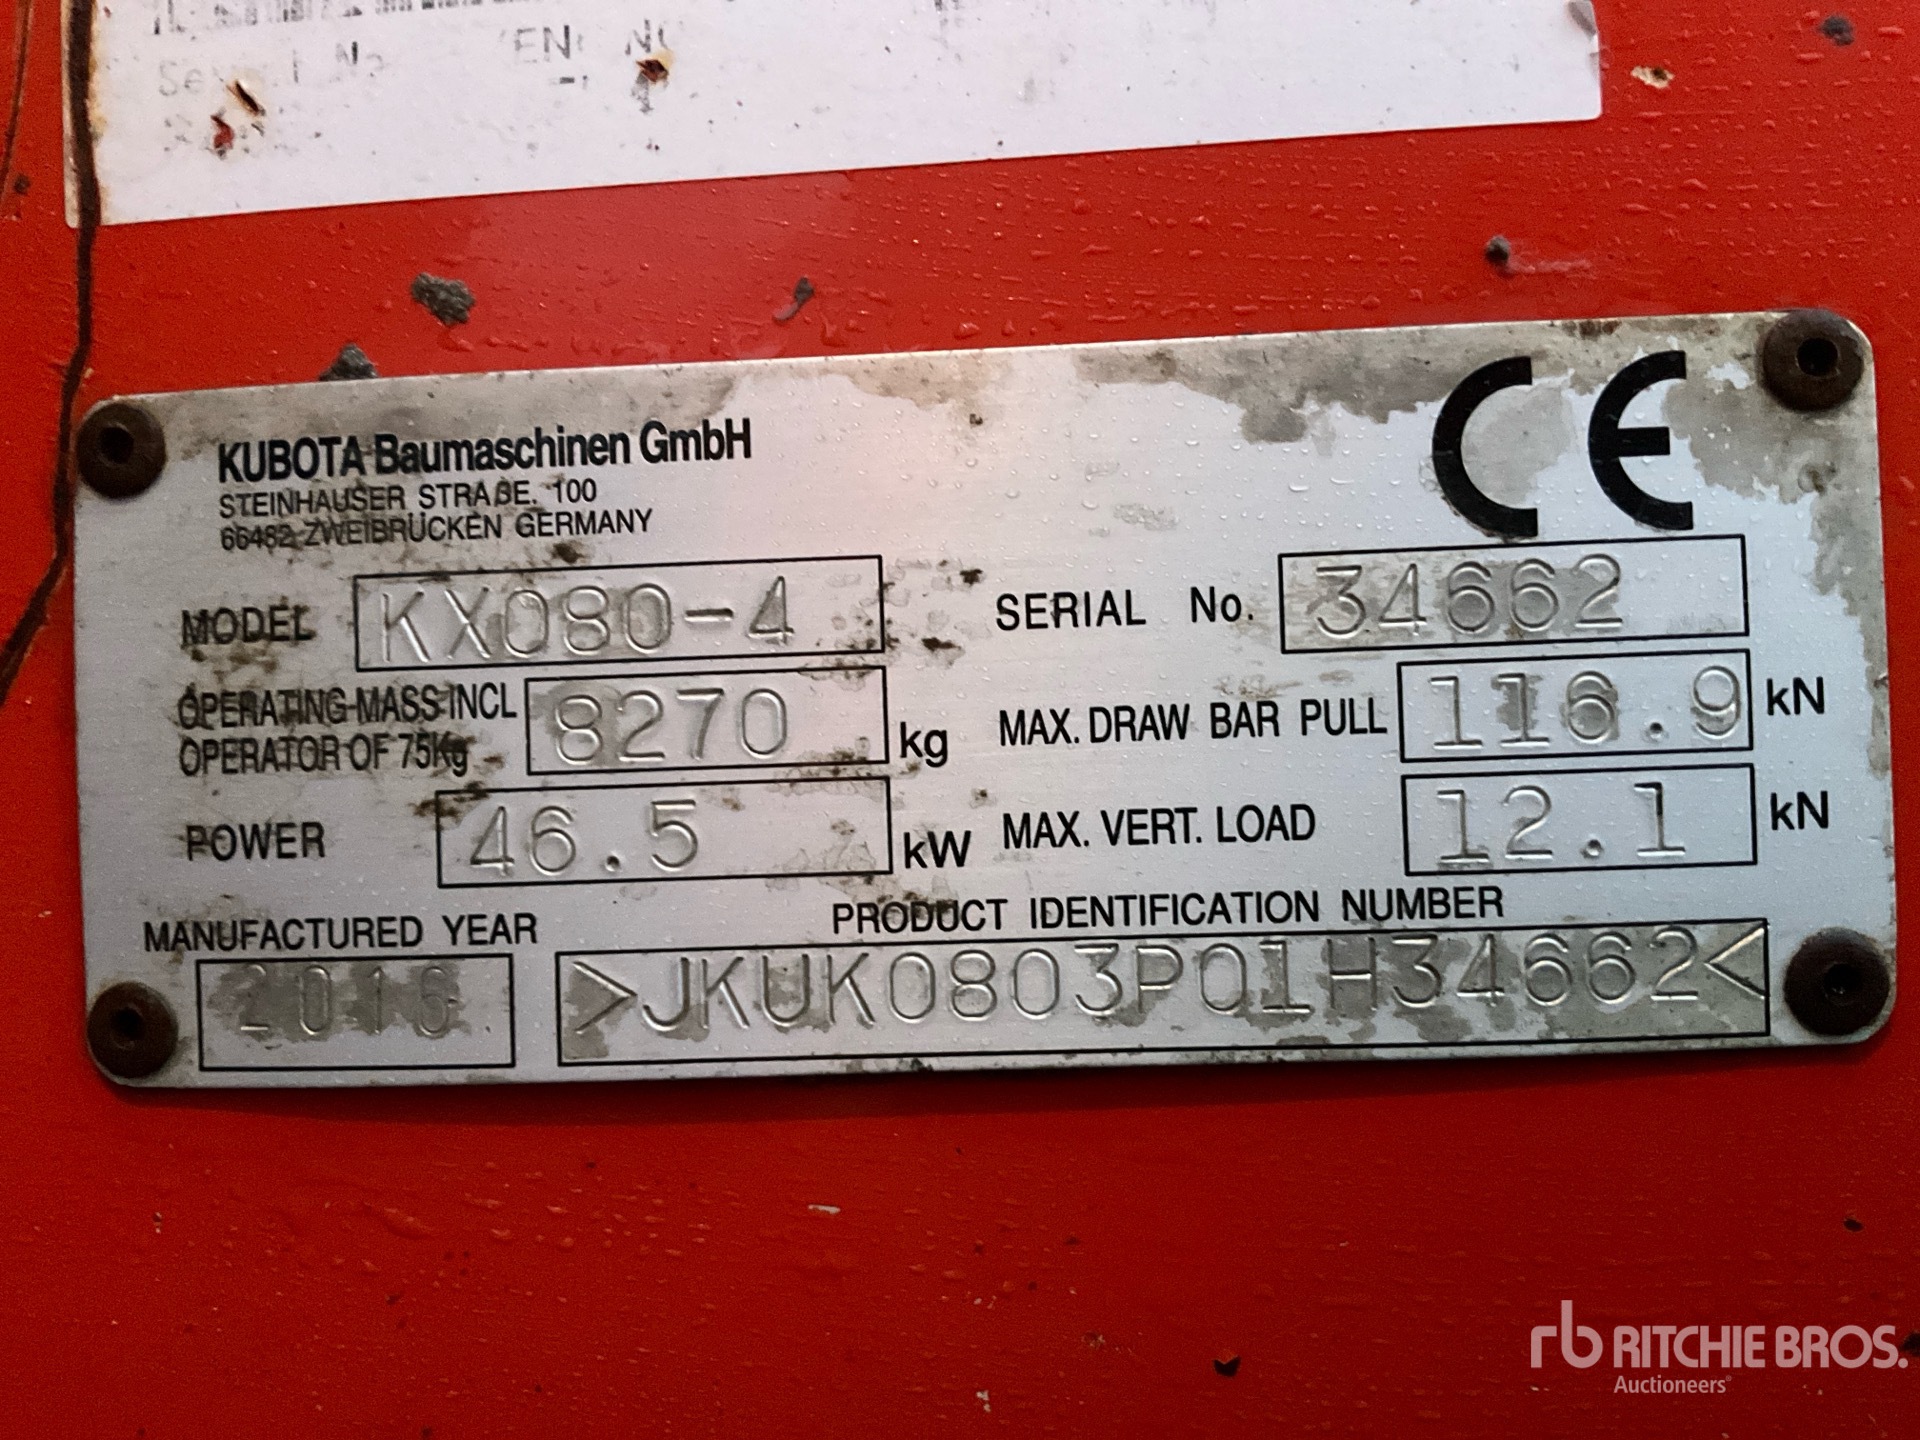 KUBOTA Baumaschinen GmbH
STEINHAUSER STRAßE. 100
66482 ZWEIBRÜCKEN GERMANY
CE
MODEL KX080-4
SERIAL No. 34662
OPERATING MASS INCL
OPERATOR OF 75Kg 8270 kg
MAX. DRAW BAR PULL 116.9 kN
POWER 46.5 kW
MAX. VERT. LOAD 12.1 kN
MANUFACTURED YEAR
2016
PRODUCT IDENTIFICATION NUMBER
>JKUK0803P01H34662<
rb RITCHIE BROS.
Auctioneers